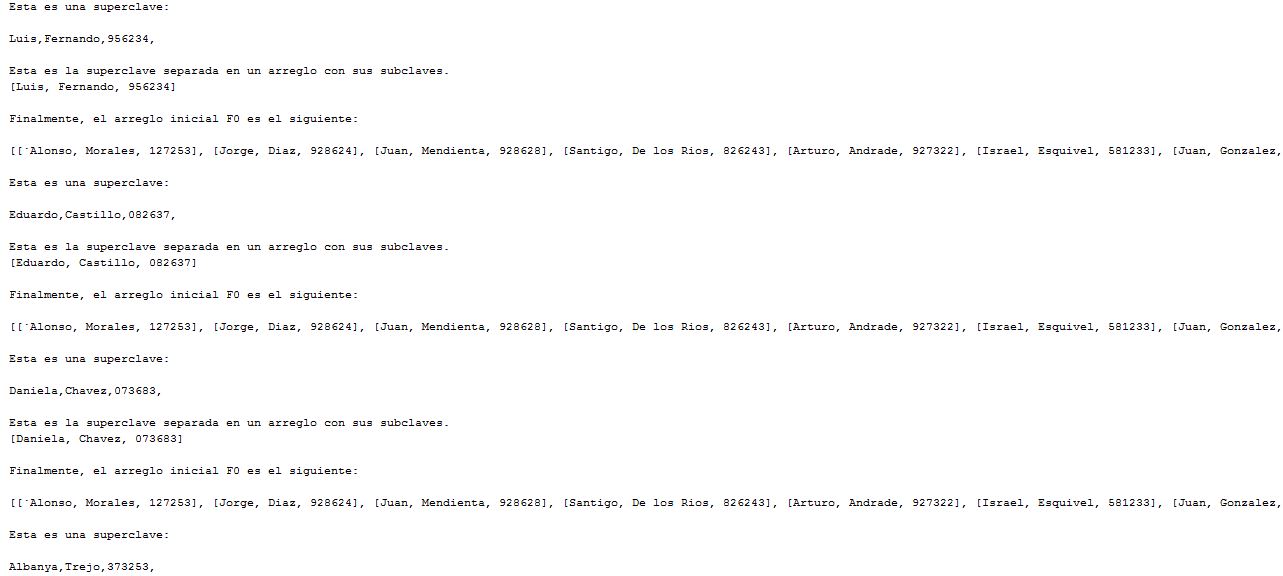 Esta es una superclave:
Luis,Fernando,956234,
Esta es la superclave separada en un arreglo con sus subclaves.
[Luis, Fernando, 956234]
Finalmente, el arreglo inicial F0 es el siguiente:
[[`Alonso, Morales, 127253], [Jorge, Diaz, 928624], [Juan, Mendienta, 928628], [Santigo, De los Rios, 826243], [Arturo, Andrade, 927322], [Israel, Esquivel, 581233], [Juan, Gonzalez,
Esta es una superclave:
Eduardo,Castillo,082637,
Esta es la superclave separada en un arreglo con sus subclaves.
[Eduardo, Castillo, 082637]
Finalmente, el arreglo inicial F0 es el siguiente:
[[`Alonso, Morales, 127253], [Jorge, Diaz, 928624], [Juan, Mendienta, 928628], [Santigo, De los Rios, 826243], [Arturo, Andrade, 927322], [Israel, Esquivel, 581233], [Juan, Gonzalez,
Esta es una superclave:
Daniela,Chavez,073683,
Esta es la superclave separada en un arreglo con sus subclaves.
[Daniela, Chavez, 073683]
Finalmente, el arreglo inicial F0 es el siguiente:
[[`Alonso, Morales, 127253], [Jorge, Diaz, 928624], [Juan, Mendienta, 928628], [Santigo, De los Rios, 826243], [Arturo, Andrade, 927322], [Israel, Esquivel, 581233], [Juan, Gonzalez,
Esta es una superclave:
Albanya,Trejo,373253,